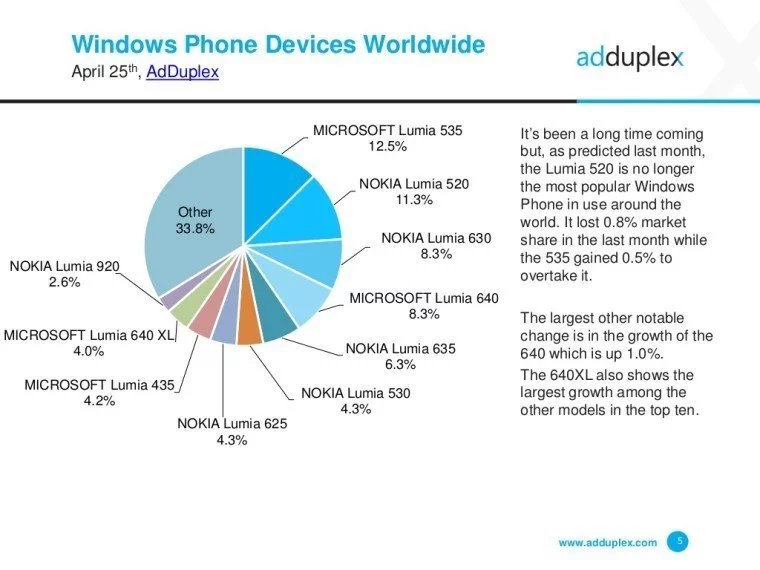 Windows Phone Devices Worldwide
April 25th, AdDuplex
adduplex
MICROSOFT Lumia 535
12.5%
NOKIA Lumia 520
11.3%
NOKIA Lumia 630
8.3%
MICROSOFT Lumia 640
8.3%
NOKIA Lumia 635
6.3%
NOKIA Lumia 530
4.3%
NOKIA Lumia 625
4.3%
MICROSOFT Lumia 435
4.2%
MICROSOFT Lumia 640 XL
4.0%
NOKIA Lumia 920
2.6%
Other
33.8%
It's been a long time coming
but, as predicted last month,
the Lumia 520 is no longer
the most popular Windows
Phone in use around the
world. It lost 0.8% market
share in the last month while
the 535 gained 0.5% to
overtake it.
The largest other notable
change is in the growth of the
640 which is up 1.0%.
The 640XL also shows the
largest growth among the
other models in the top ten.
www.adduplex.com
5